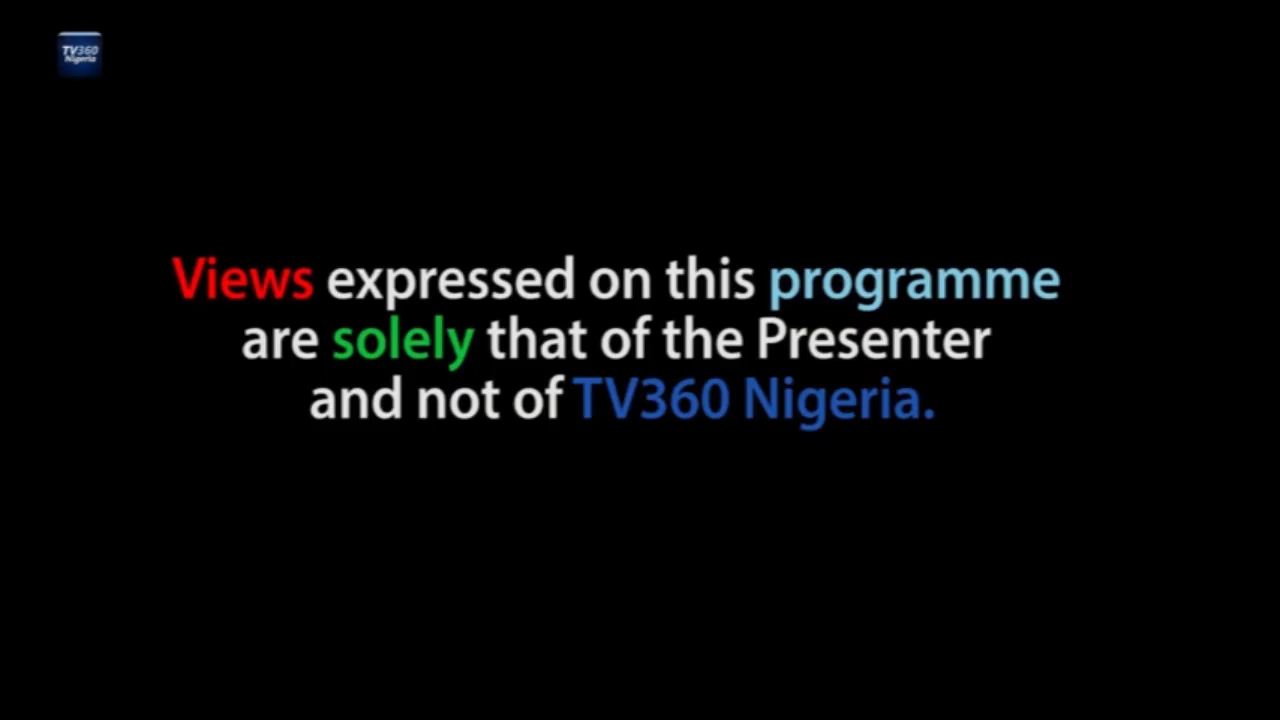 TV360
Nigeria
Views expressed on this programme
are solely that of the Presenter
and not of TV360 Nigeria.